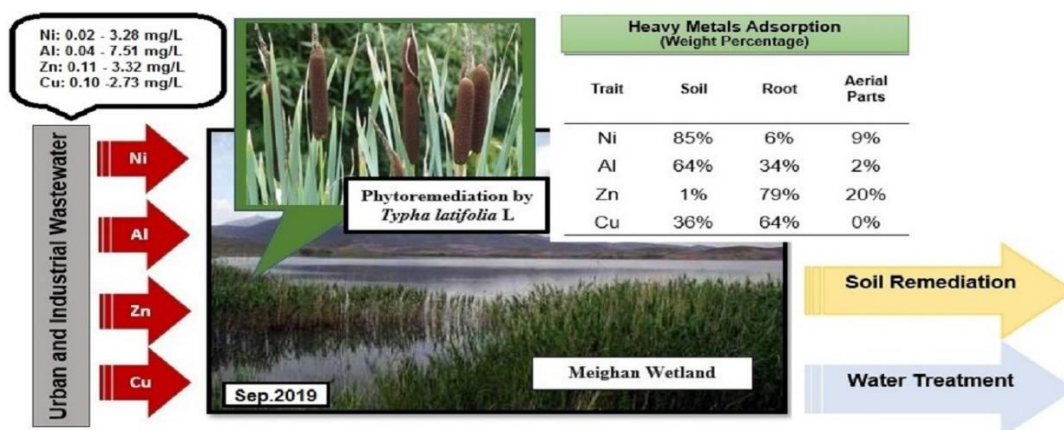 Ni: 0.02 - 3.28 mg/L
Al: 0.04 - 7.51 mg/L
Zn: 0.11 - 3.32 mg/L
Cu: 0.10 -2.73 mg/L
Urban and Industrial Wastewater
Ni
Al
Zn
Cu
Phytoremediation by
Typha latifolia L
Heavy Metals Adsorption
(Weight Percentage)
Trait Soil Root Aerial Parts
Ni 85% 6% 9%
Al 64% 34% 2%
Zn 1% 79% 20%
Cu 36% 64% 0%
Meighan Wetland
Sep.2019
Soil Remediation
Water Treatment